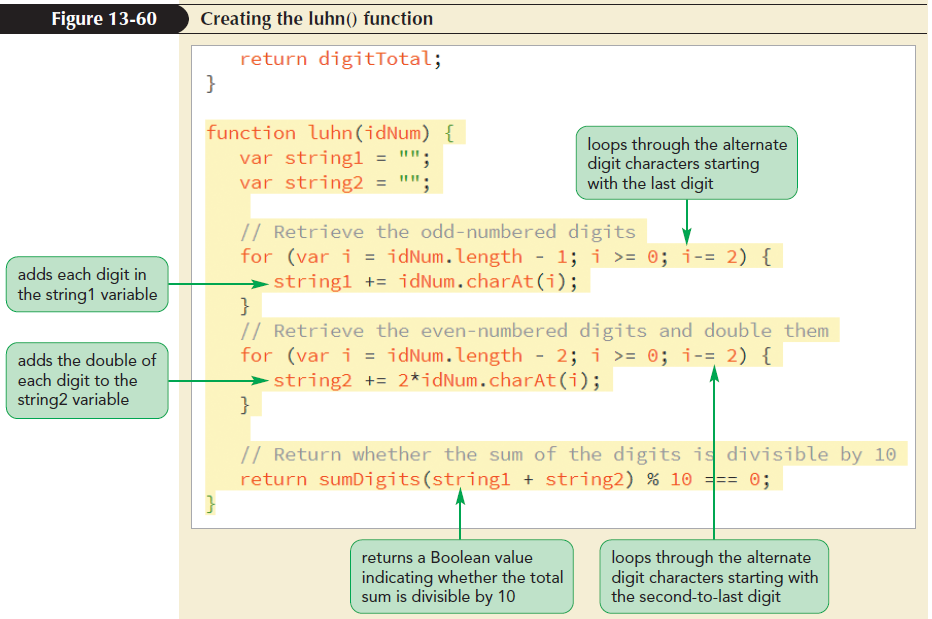 Figure 13-60 Creating the luhn() function
return digitTotal;
}
function luhn(idNum) {
var string1 = "";
var string2 = "";
loops through the alternate
digit characters starting
with the last digit
// Retrieve the odd-numbered digits
for (var i = idNum.length - 1; i >= 0; i-= 2) {
adds each digit in
the string1 variable
string1 += idNum.charAt(i);
}
// Retrieve the even-numbered digits and double them
for (var i = idNum.length - 2; i >= 0; i-= 2) {
adds the double of
each digit to the
string2 variable
string2 += 2*idNum.charAt(i);
}
// Return whether the sum of the digits is divisible by 10
return sumDigits(string1 + string2) % 10 === 0;
}
returns a Boolean value
indicating whether the total
sum is divisible by 10
loops through the alternate
digit characters starting with
the second-to-last digit